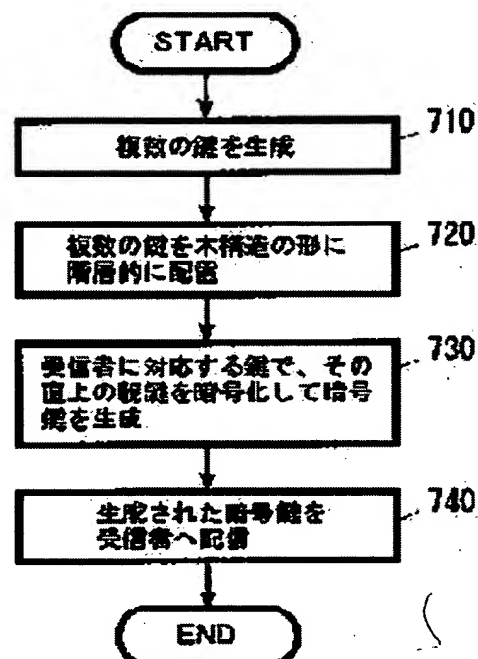 START
複数の鍵を生成
710
複数の鍵を木構造の形に
階層的に配置
720
受信者に対応する鍵で、その
直上の親鍵を暗号化して暗号
鍵を生成
730
生成された暗号鍵を
受信者へ配信
740
END